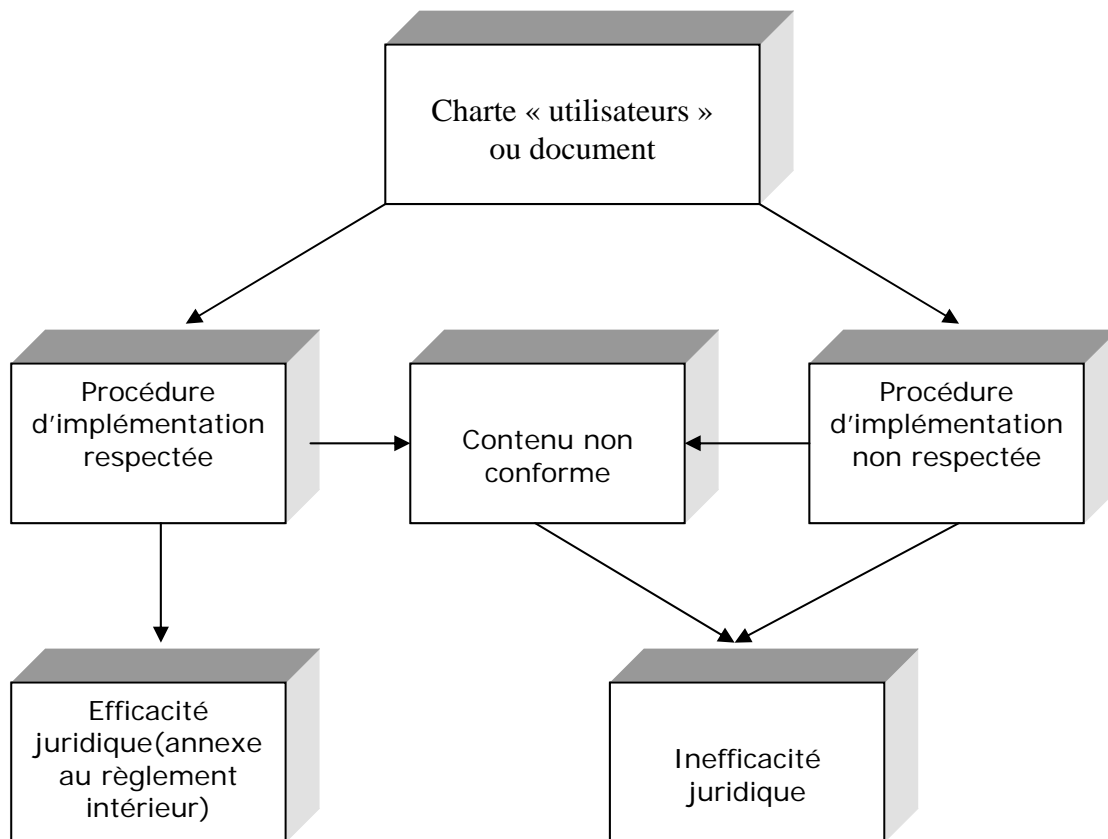 Charte « utilisateurs »
ou document
Procédure
d'implémentation
respectée
Contenu non
conforme
Procédure
d'implémentation
non respectée
Efficacité
juridique(annexe
au règlement
intérieur)
Inefficacité
juridique